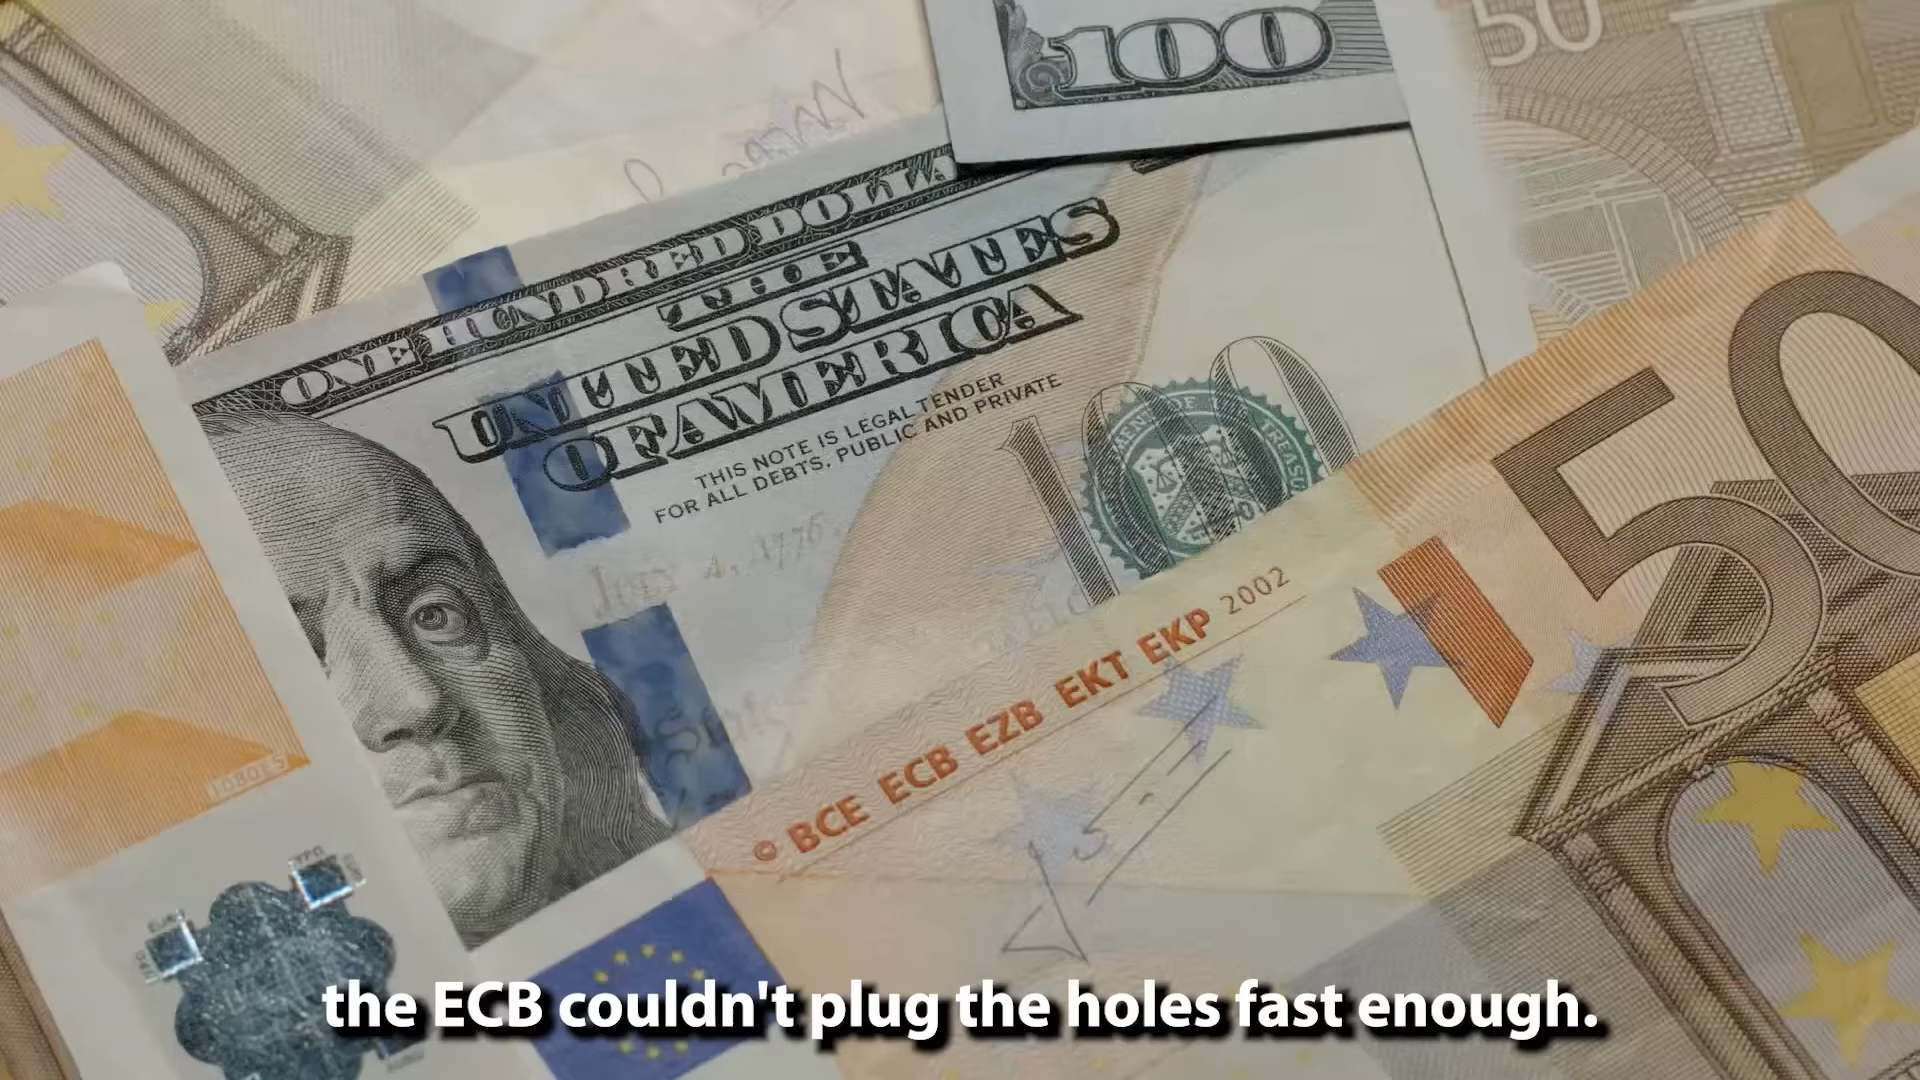 100
50
ONE HUNDRED DOLLA
THE
UNITED STATES
OF AMERICA
THIS NOTE IS LEGAL TENDER
FOR ALL DEBTS, PUBLIC AND PRIVATE
July 4, 1776
100
50
© BCE ECB EZB EKT EKP 2002
the ECB couldn't plug the holes fast enough.